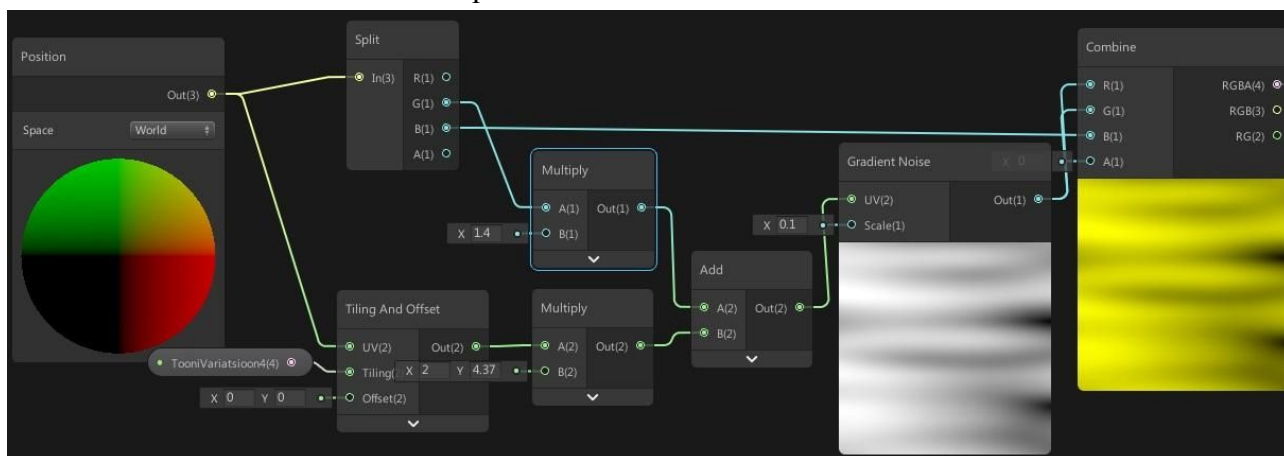 Position
Out(3)
Space
World
Split
In(3)
R(1)
G(1)
B(1)
A(1)
Multiply
A(1)
Out(1)
X 1.4
B(1)
TooniVariatsioon4(4)
Tiling And Offset
UV(2)
Out(2)
Tiling(
X 0 Y 0
Offset(2)
Multiply
A(2)
Out(2)
X 2 Y 4.37
B(2)
Add
A(2)
Out(2)
B(2)
Gradient Noise
UV(2)
Out(1)
X 0.1
Scale(1)
X 0
Combine
R(1)
RGBA(4)
G(1)
RGB(3)
B(1)
RG(2)
A(1)